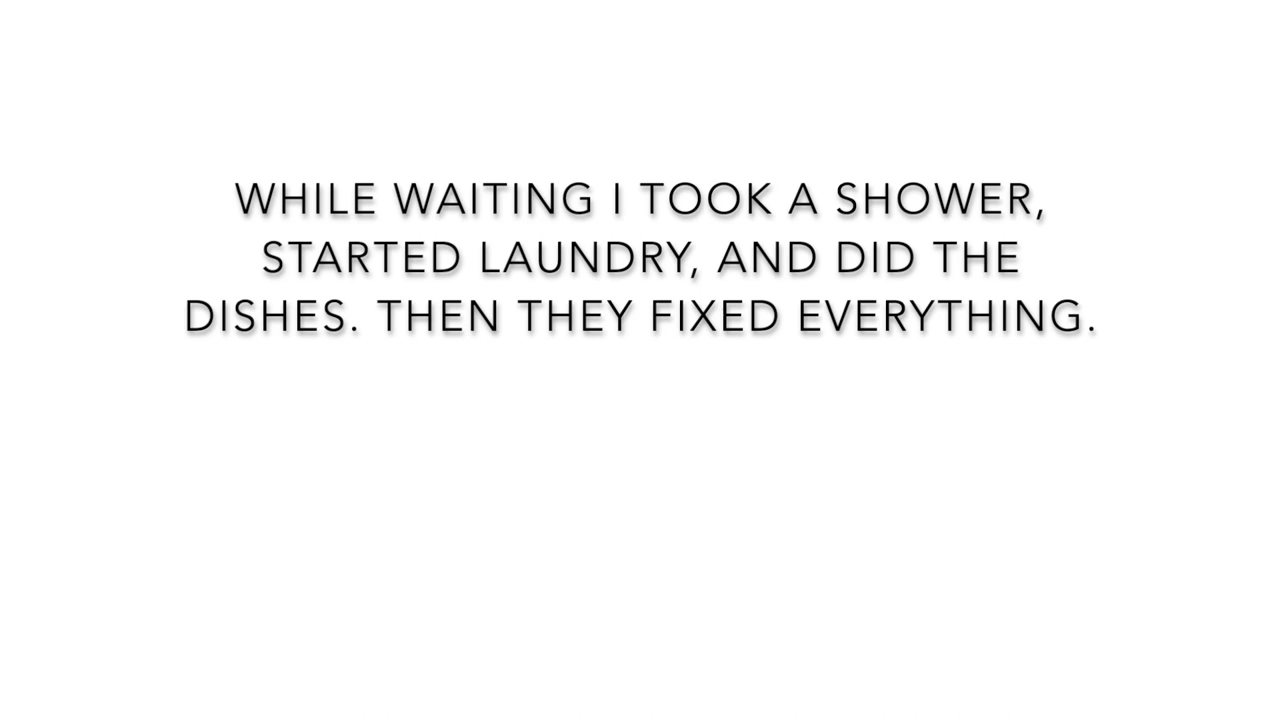 WHILE WAITING I TOOK A SHOWER,
STARTED LAUNDRY, AND DID THE
DISHES. THEN THEY FIXED EVERYTHING.